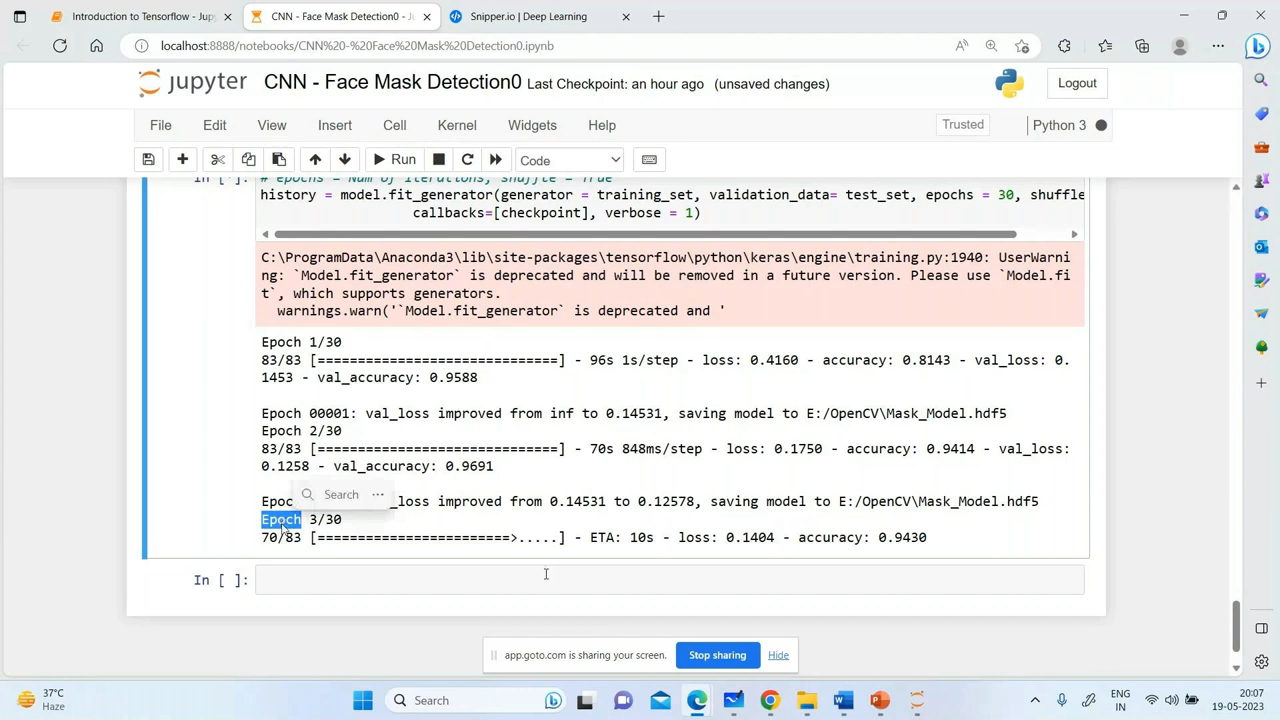 Introduction to Tensorflow - Jup
CNN - Face Mask Detection0 - J
Snipper.io | Deep Learning
localhost:8888/notebooks/CNN%20-%20Face%20Mask%20Detection0.ipynb
jupyter CNN - Face Mask Detection0 Last Checkpoint: an hour ago (unsaved changes)
Logout
File Edit View Insert Cell Kernel Widgets Help
Trusted
Python 3
Run
Code
In [*]: # epochs = Num of iterations, shuffle = True
history = model.fit_generator(generator = training_set, validation_data= test_set, epochs = 30, shuffle
callbacks=[checkpoint], verbose = 1)
C:\ProgramData\Anaconda3\lib\site-packages\tensorflow\python\keras\engine\training.py:1940: UserWarni
ng: `Model.fit_generator` is deprecated and will be removed in a future version. Please use `Model.fi
t`, which supports generators.
warnings.warn('`Model.fit_generator` is deprecated and '
Epoch 1/30
83/83 [==============================] - 96s 1s/step - loss: 0.4160 - accuracy: 0.8143 - val_loss: 0.
1453 - val_accuracy: 0.9588
Epoch 00001: val_loss improved from inf to 0.14531, saving model to E:/OpenCV\Mask_Model.hdf5
Epoch 2/30
83/83 [==============================] - 70s 848ms/step - loss: 0.1750 - accuracy: 0.9414 - val_loss:
0.1258 - val_accuracy: 0.9691
Search ...
Epoc _loss improved from 0.14531 to 0.12578, saving model to E:/OpenCV\Mask_Model.hdf5
Epoch 3/30
70/83 [========================>.....] - ETA: 10s - loss: 0.1404 - accuracy: 0.9430
In [ ]:
app.goto.com is sharing your screen.
Stop sharing
Hide
37°C
Haze
Search
ENG
IN
20:07
19-05-2023